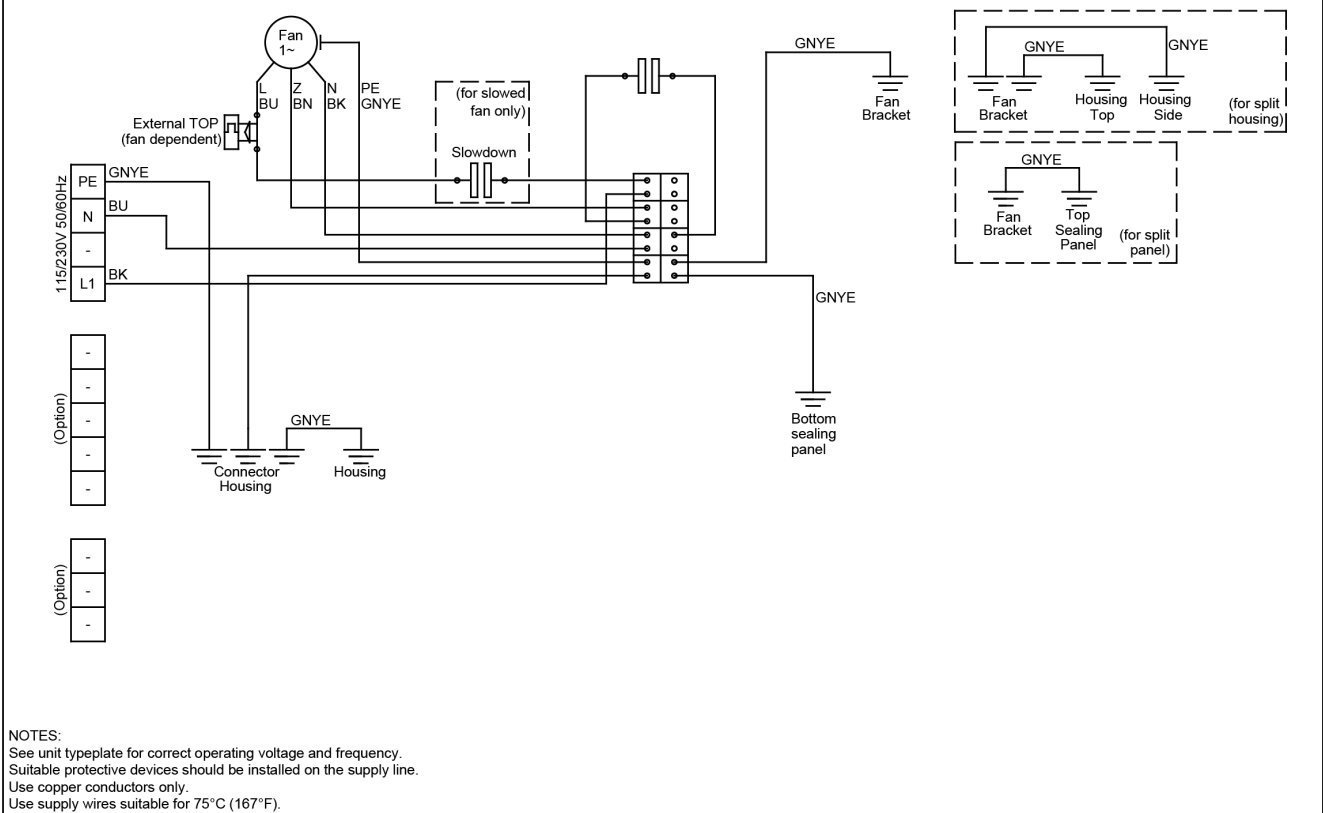 Fan
1~
L
BU
Z
BN
N
BK
PE
GNYE
External TOP
(fan dependent)
(for slowed
fan only)
Slowdown
115/230V 50/60Hz
PE
GNYE
N
BU
-
L1
BK
(Option)
-
-
-
-
-
(Option)
-
-
-
Connector
Housing
GNYE
Housing
GNYE
Fan
Bracket
GNYE
Bottom
sealing
panel
GNYE
GNYE
Fan
Bracket
Housing
Top
Housing
Side
(for split
housing)
GNYE
Fan
Bracket
Top
Sealing
Panel
(for split
panel)
NOTES:
See unit typeplate for correct operating voltage and frequency.
Suitable protective devices should be installed on the supply line.
Use copper conductors only.
Use supply wires suitable for 75°C (167°F).